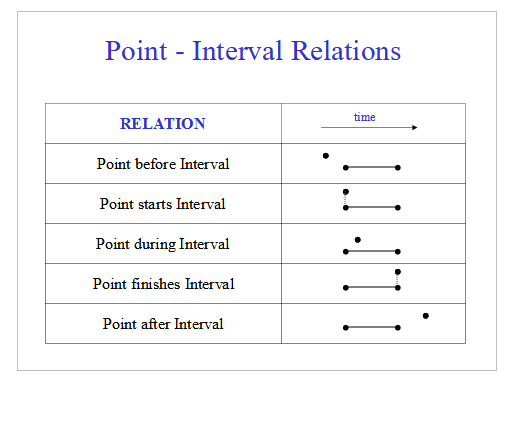 Point - Interval Relations
RELATION
time
Point before Interval
Point starts Interval
Point during Interval
Point finishes Interval
Point after Interval